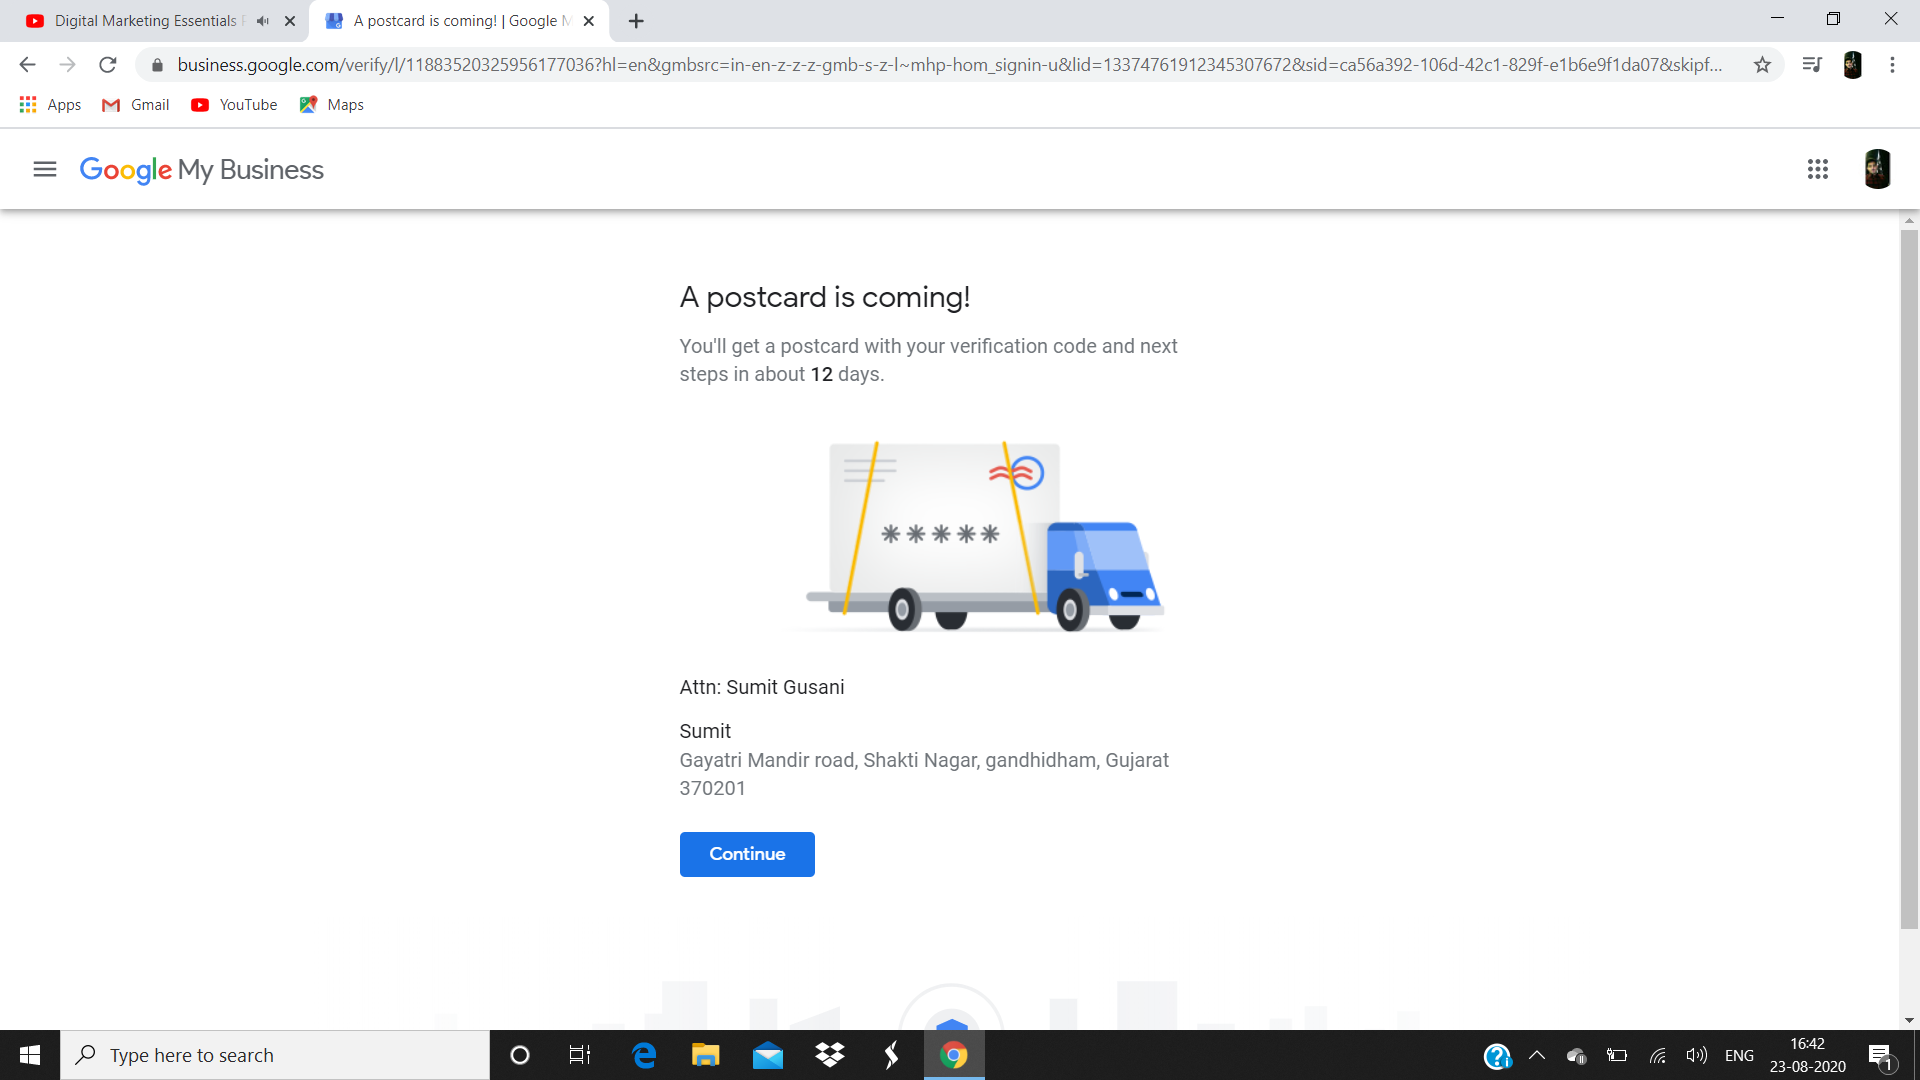 Digital Marketing Essentials
A postcard is coming! | Google
business.google.com/verify/l/11883520325956177036?hl=en&gmbsrc=in-en-z-z-z-gmb-s-z-l~mhp-hom_signin-u&lid=13374761912345307672&sid=ca56a392-106d-42c1-829f-e1b6e9f1da07&skipf...
Apps Gmail YouTube Maps
Google My Business
A postcard is coming!
You'll get a postcard with your verification code and next
steps in about 12 days.
*****
Attn: Sumit Gusani
Sumit
Gayatri Mandir road, Shakti Nagar, gandhidham, Gujarat
370201
Continue
Type here to search
ENG
16:42
23-08-2020
1